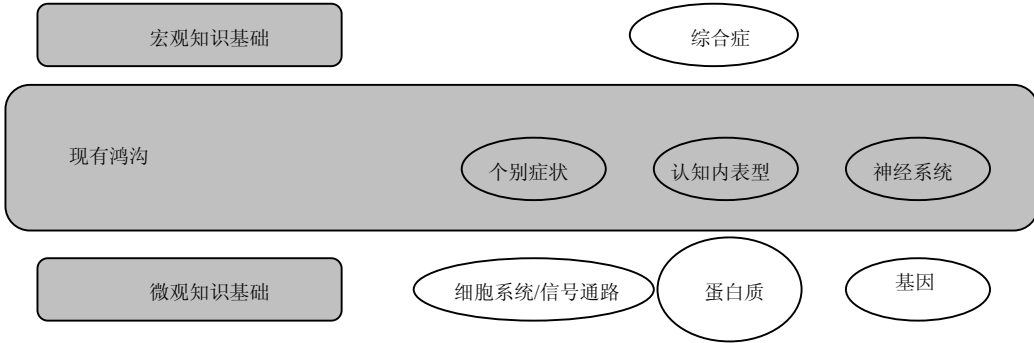 宏观知识基础
综合症
现有鸿沟
个别症状
认知内表型
神经系统
微观知识基础
细胞系统/信号通路
蛋白质
基因